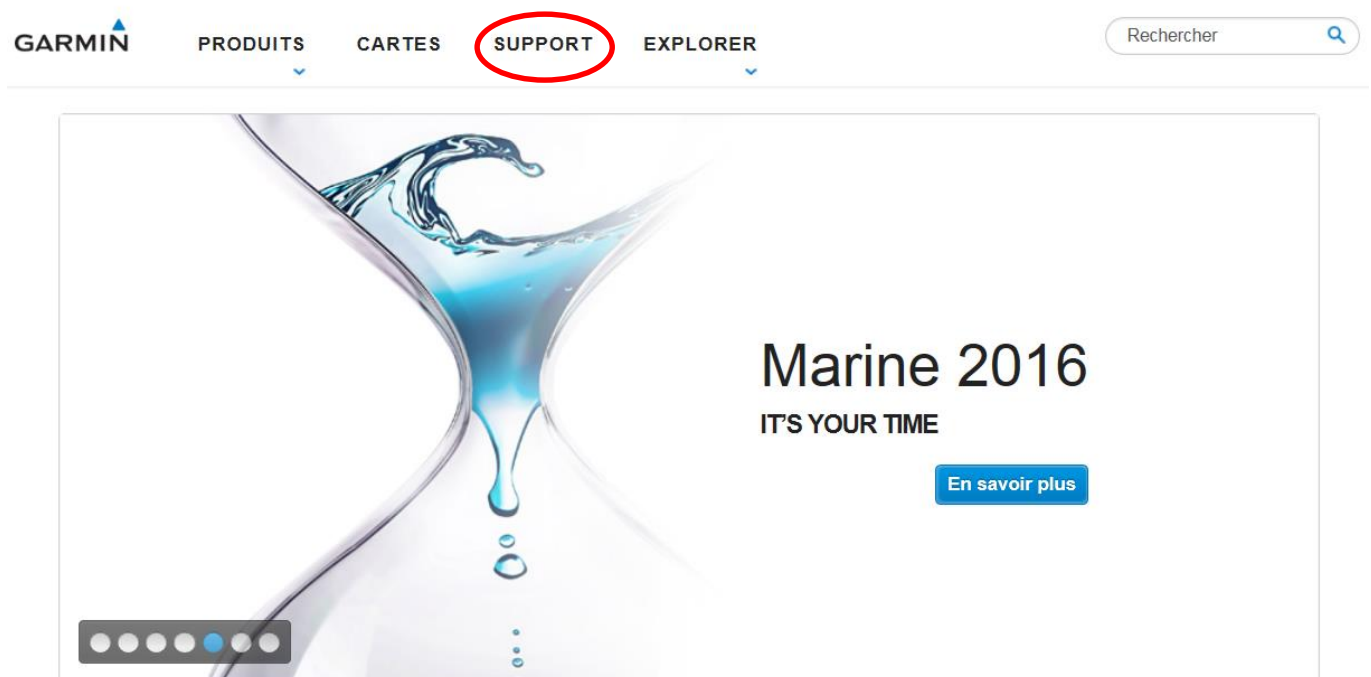 GARMIN PRODUITS CARTES SUPPORT EXPLORER Rechercher
Marine 2016
IT'S YOUR TIME
En savoir plus